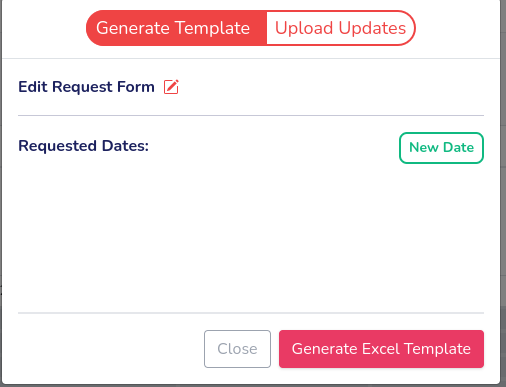 Generate Template Upload Updates
Edit Request Form
Requested Dates: New Date
Close Generate Excel Template